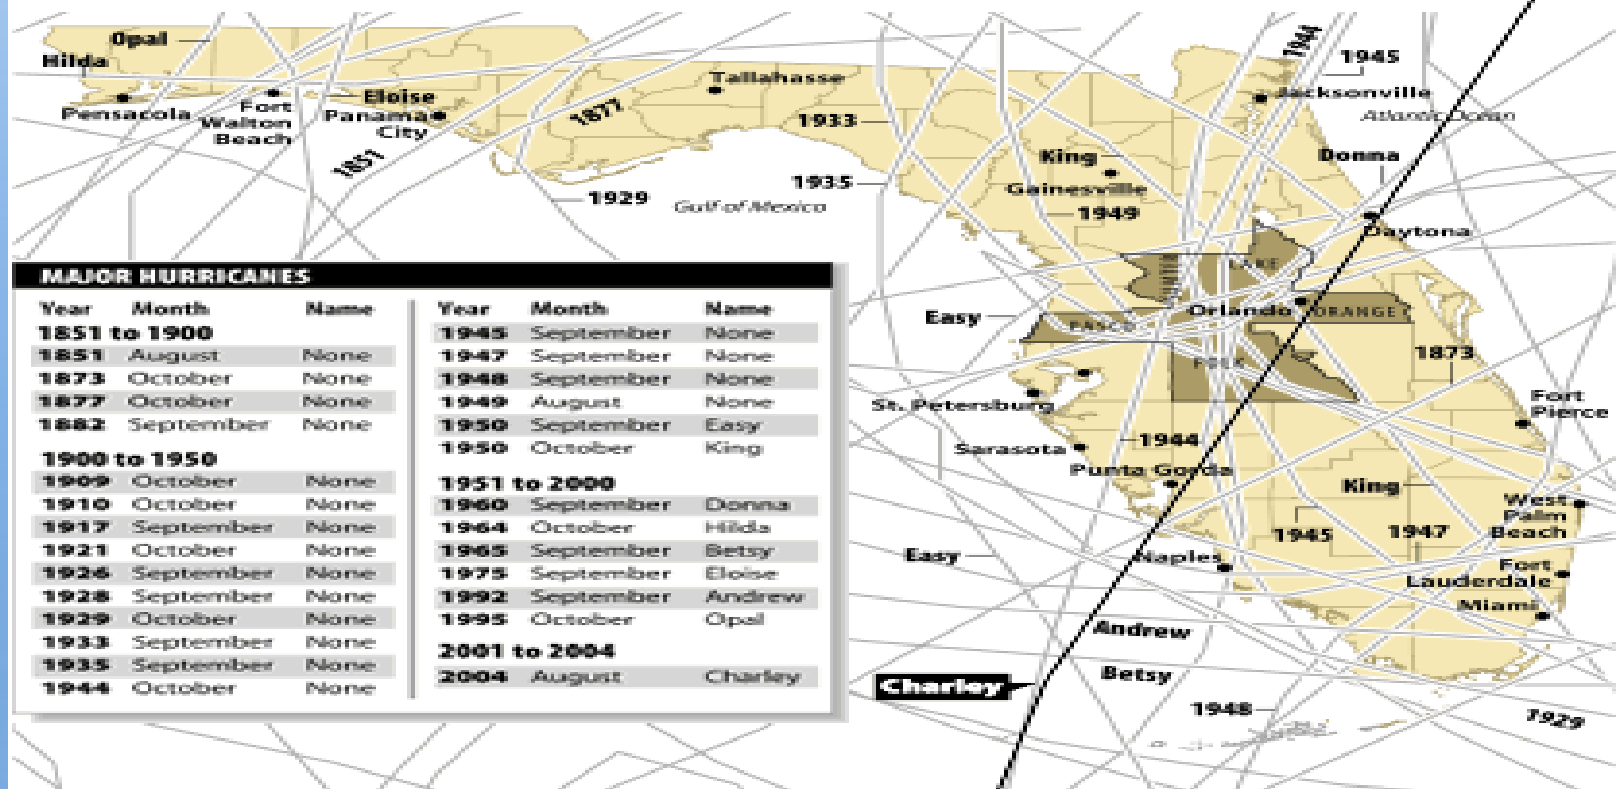 Opal
Hilda
Pensacola
Fort
Walton
Beach
Eloise
Panama
City
1851
1877
Tallahasse
1929
Gulf of Mexico
1933
1935
King
Gainesville
1949
1944
1945
Jacksonville
Atlantic Ocean
Donna
Daytona
LAKE
SUMTER
Orlando
ORANGE
PASCO
POLK
Easy
1873
St. Petersburg
Fort
Pierce
Sarasota
1944
Punta Gorda
King
West
Palm
Beach
1945
1947
Easy
Naples
Fort
Lauderdale
Miami
Andrew
Betsy
Charley
1948
1929
MAJOR HURRICANES
Year Month Name
1851 to 1900
1851 August None
1873 October None
1877 October None
1882 September None
1900 to 1950
1909 October None
1910 October None
1917 September None
1921 October None
1926 September None
1928 September None
1929 October None
1933 September None
1935 September None
1944 October None
Year Month Name
1945 September None
1947 September None
1948 September None
1949 August None
1950 September Easy
1950 October King
1951 to 2000
1960 September Donna
1964 October Hilda
1965 September Betsy
1975 September Eloise
1992 September Andrew
1995 October Opal
2001 to 2004
2004 August Charley